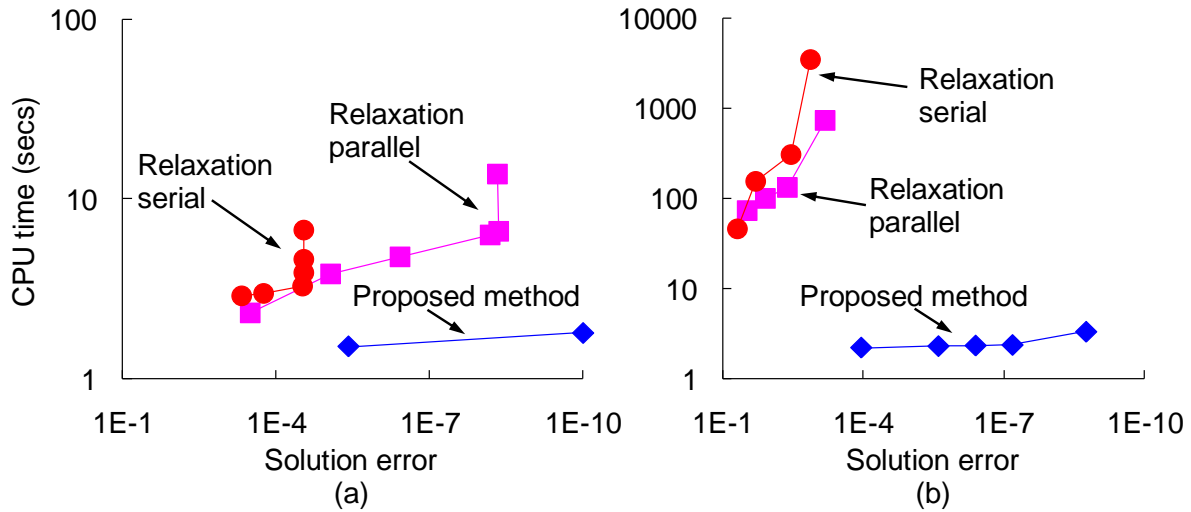 CPU time (secs)
100
10
1
Relaxation
serial
Relaxation
parallel
Proposed method
1E-1
1E-4
1E-7
1E-10
Solution error
(a)
10000
1000
100
10
1
Relaxation
serial
Relaxation
parallel
Proposed method
1E-1
1E-4
1E-7
1E-10
Solution error
(b)